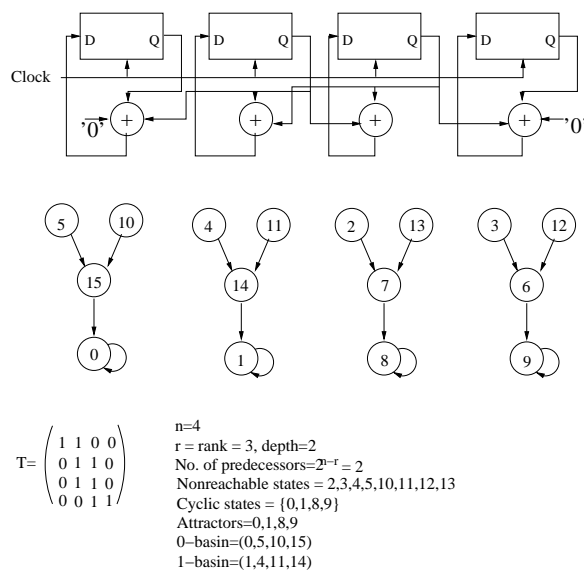 D Q D Q D Q D Q
Clock
'0' + + + + '0'
5 10 4 11 2 13 3 12
15 14 7 6
0 1 8 9
n=4
r = rank = 3, depth=2
No. of predecessors=2^n−r = 2
Nonreachable states = 2,3,4,5,10,11,12,13
Cyclic states = {0,1,8,9}
Attractors=0,1,8,9
0−basin=(0,5,10,15)
1−basin=(1,4,11,14)
T=
1 1 0 0
0 1 1 0
0 1 1 0
0 0 1 1